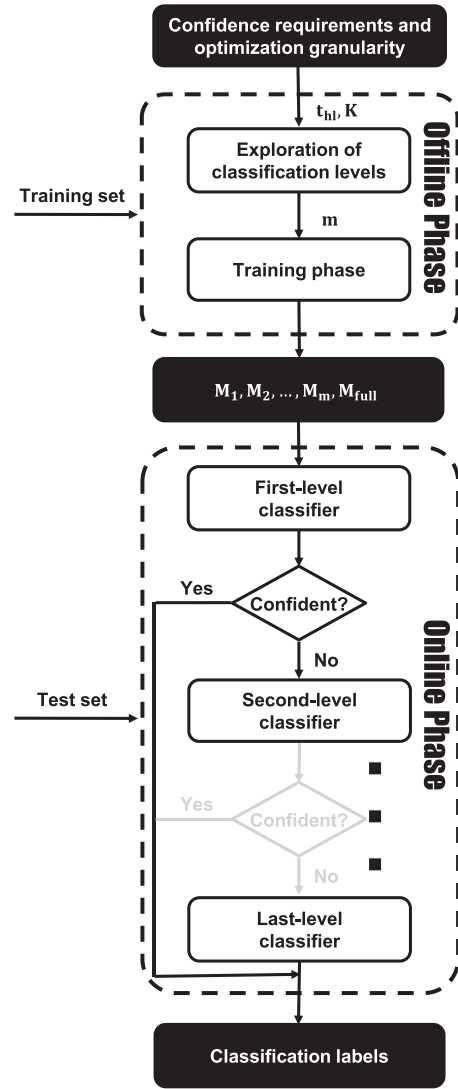 Confidence requirements and
optimization granularity
t_hl, K
Exploration of
classification levels
Training set
m
Training phase
Offline Phase
M_1, M_2, ..., M_m, M_full
First-level
classifier
Yes
Confident?
No
Test set
Second-level
classifier
Yes
Confident?
No
Last-level
classifier
Online Phase
Classification labels